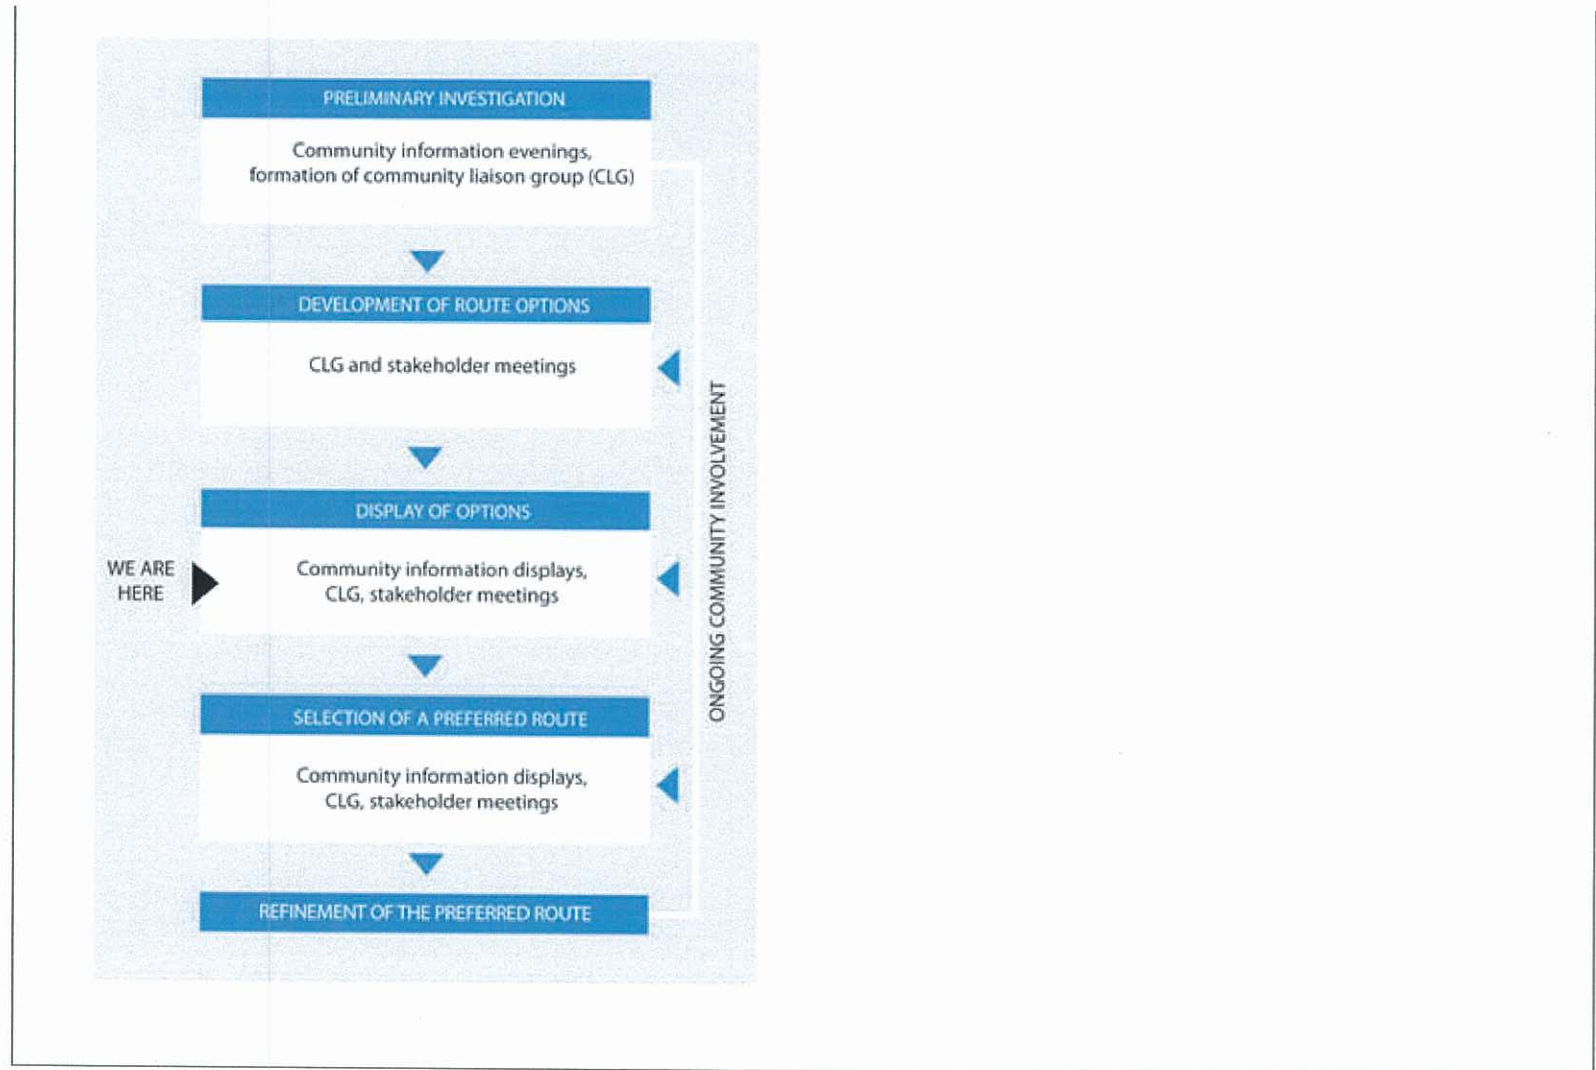 PRELIMINARY INVESTIGATION
Community information evenings,
formation of community liaison group (CLG)
DEVELOPMENT OF ROUTE OPTIONS
CLG and stakeholder meetings
DISPLAY OF OPTIONS
WE ARE
HERE
Community information displays,
CLG, stakeholder meetings
SELECTION OF A PREFERRED ROUTE
Community information displays,
CLG, stakeholder meetings
REFINEMENT OF THE PREFERRED ROUTE
ONGOING COMMUNITY INVOLVEMENT